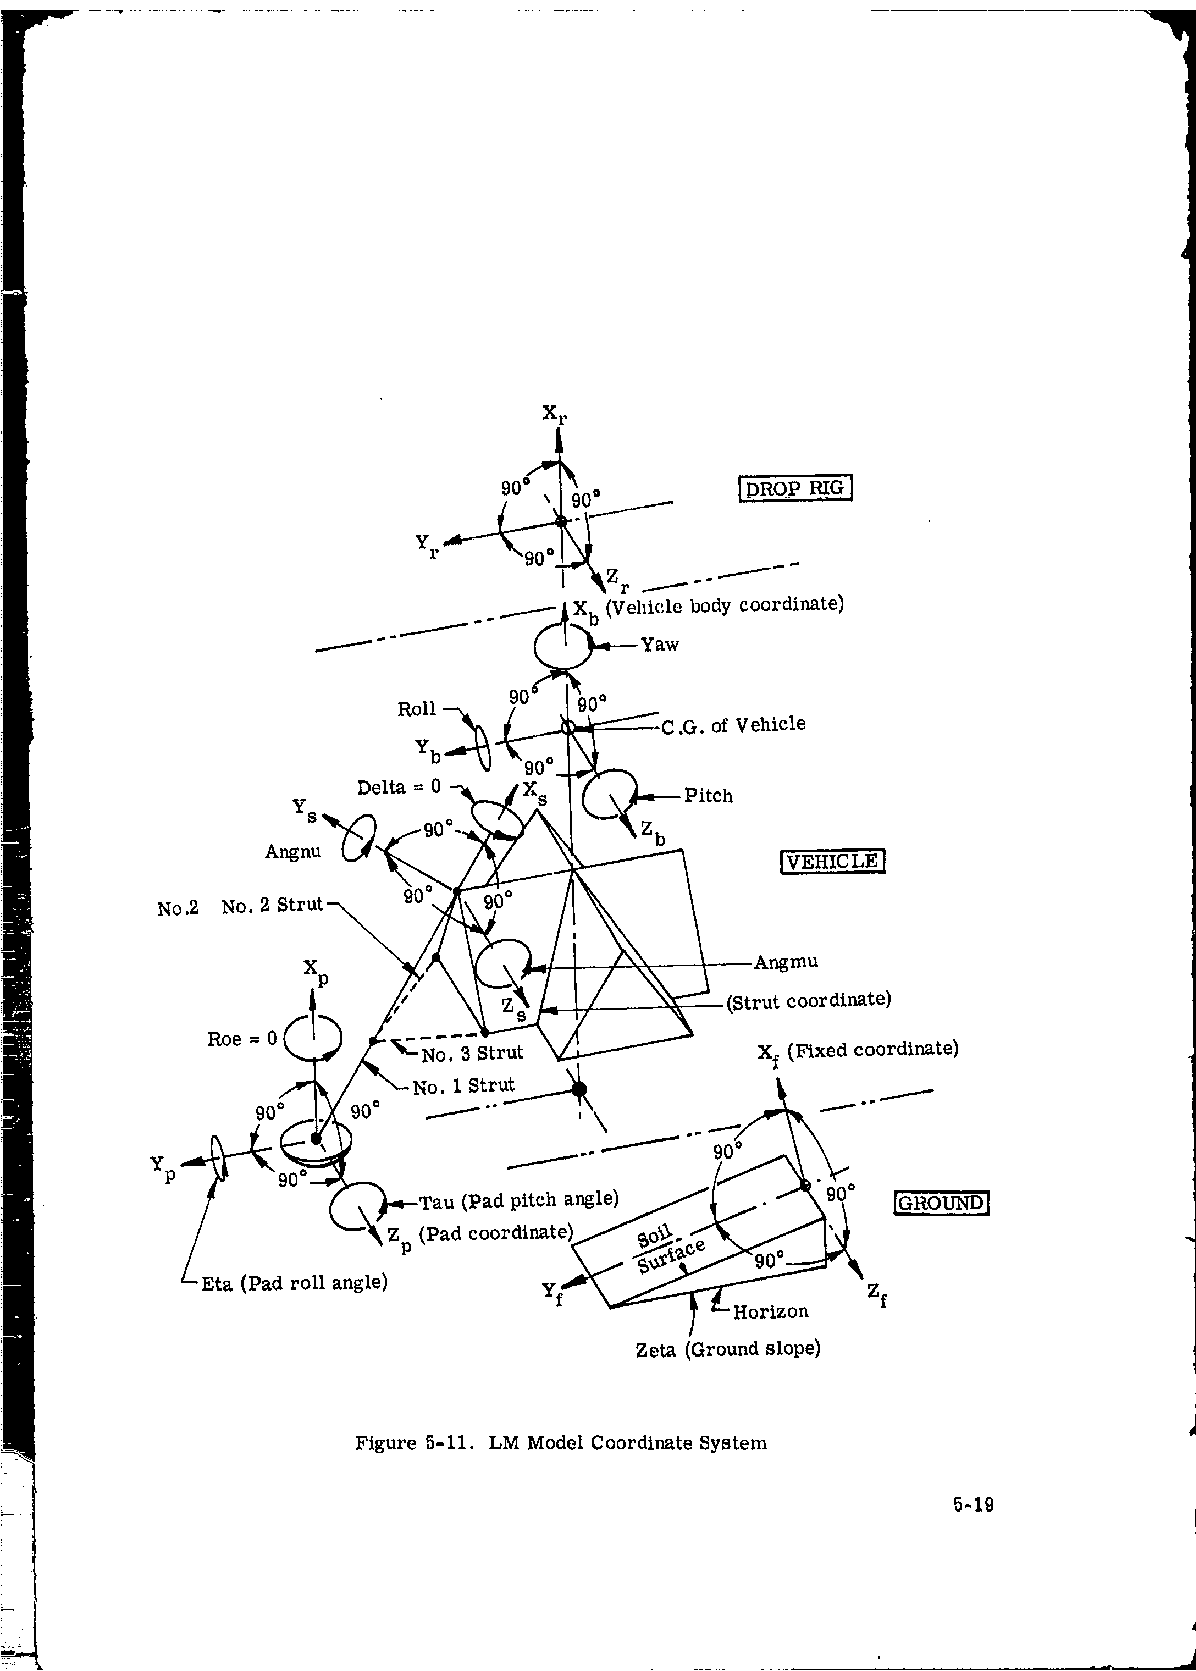 Xr
90°
90°
DROP RIG
Yr
90°
Zr
Xb (Vehicle body coordinate)
Yaw
90°
90°
Roll
C.G. of Vehicle
Yb
90°
Delta = 0
Xs
Pitch
Ys
90°
Zb
Angnu
VEHICLE
90°
90°
No.2 No. 2 Strut
Angmu
Xp
Zs
(Strut coordinate)
Roe = 0
No. 3 Strut
Xf (Fixed coordinate)
No. 1 Strut
90°
90°
90°
Yp
90°
90°
Tau (Pad pitch angle)
GROUND
Zp (Pad coordinate)
Soil
Surface
90°
Eta (Pad roll angle)
Yf
Zf
Horizon
Zeta (Ground slope)
Figure 5-11. LM Model Coordinate System
5-19